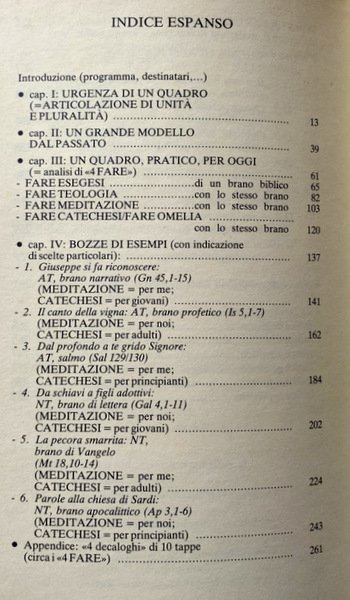 INDICE ESPANSO
Introduzione (programma, destinatari,...)
● cap. I: URGENZA DI UN QUADRO
(=ARTICOLAZIONE DI UNITÀ
E PLURALITÀ) .......... 13
● cap. II: UN GRANDE MODELLO
DAL PASSATO .......... 39
● cap. III: UN QUADRO, PRATICO, PER OGGI
(= analisi di «4 FARE») .......... 61
- FARE ESEGESI .......... di un brano biblico 65
- FARE TEOLOGIA .......... con lo stesso brano 82
- FARE MEDITAZIONE .......... con lo stesso brano 103
- FARE CATECHESI/FARE OMELIA
con lo stesso brano 120
● cap. IV: BOZZE DI ESEMPI (con indicazione
di scelte particolari): 137
- 1. Giuseppe si fa riconoscere:
AT, brano narrativo (Gn 45,1-15)
(MEDITAZIONE = per me;
CATECHESI = per giovani) .......... 141
- 2. Il canto della vigna: AT, brano profetico (Is 5,1-7)
(MEDITAZIONE = per noi;
CATECHESI = per adulti) .......... 162
- 3. Dal profondo a te grido Signore:
AT, salmo (Sal 129/130)
(MEDITAZIONE = per me;
CATECHESI = per principianti) .......... 184
- 4. Da schiavi a figli adottivi:
NT, brano di lettera (Gal 4,1-11)
(MEDITAZIONE = per noi;
CATECHESI = per giovani) .......... 202
- 5. La pecora smarrita: NT,
brano di Vangelo
(Mt 18,10-14)
(MEDITAZIONE = per me;
CATECHESI = per adulti) .......... 224
- 6. Parole alla chiesa di Sardi:
NT, brano apocalittico (Ap 3,1-6)
(MEDITAZIONE = per noi;
CATECHESI = per principianti) .......... 243
● Appendice: «4 decaloghi» di 10 tappe
(circa i «4 FARE») .......... 261